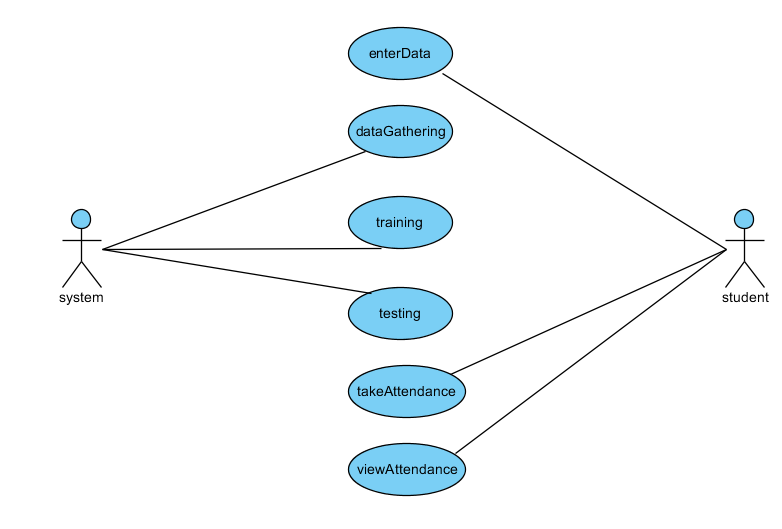 enterData
dataGathering
training
testing
takeAttendance
viewAttendance
system
student